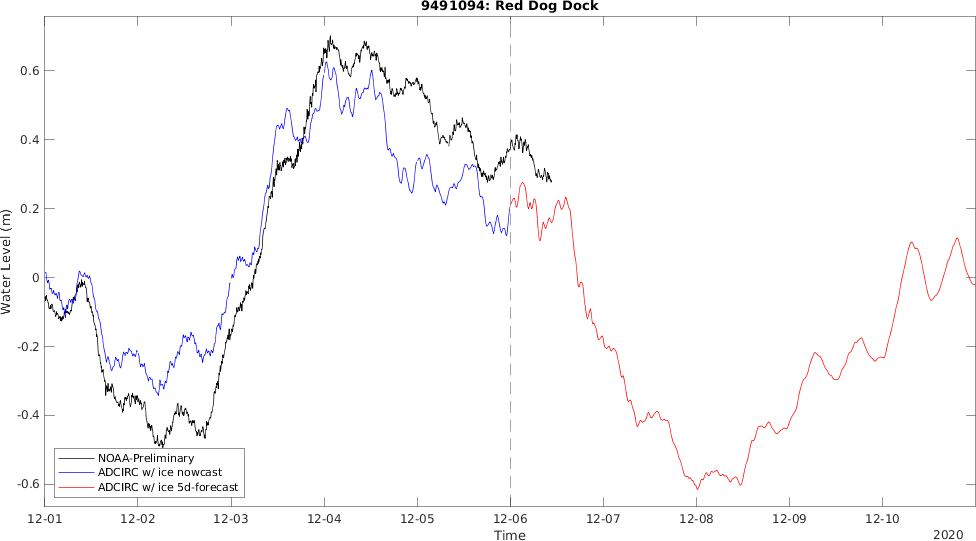 9491094: Red Dog Dock
Water Level (m)
0.6
0.4
0.2
0
-0.2
-0.4
-0.6
NOAA-Preliminary
ADCIRC w/ ice nowcast
ADCIRC w/ ice 5d-forecast
12-01 12-02 12-03 12-04 12-05 12-06 12-07 12-08 12-09 12-10
Time
2020